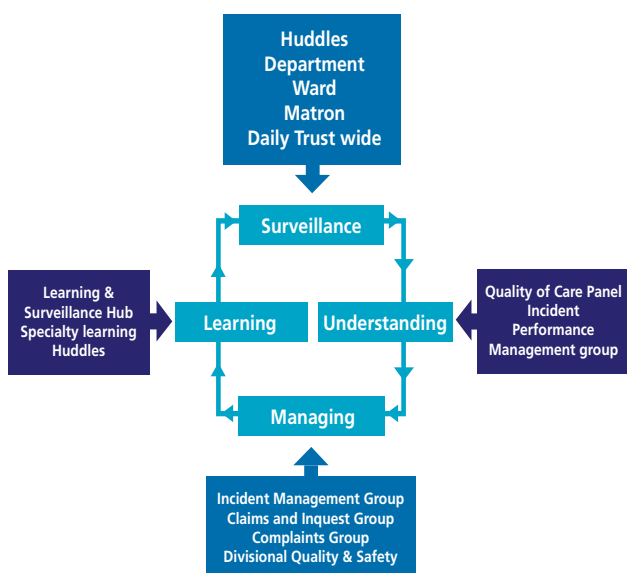 Huddles
Department
Ward
Matron
Daily Trust wide
Surveillance
Learning &
Surveillance Hub
Specialty learning
Huddles
Learning
Understanding
Quality of Care Panel
Incident
Performance
Management group
Managing
Incident Management Group
Claims and Inquest Group
Complaints Group
Divisional Quality & Safety